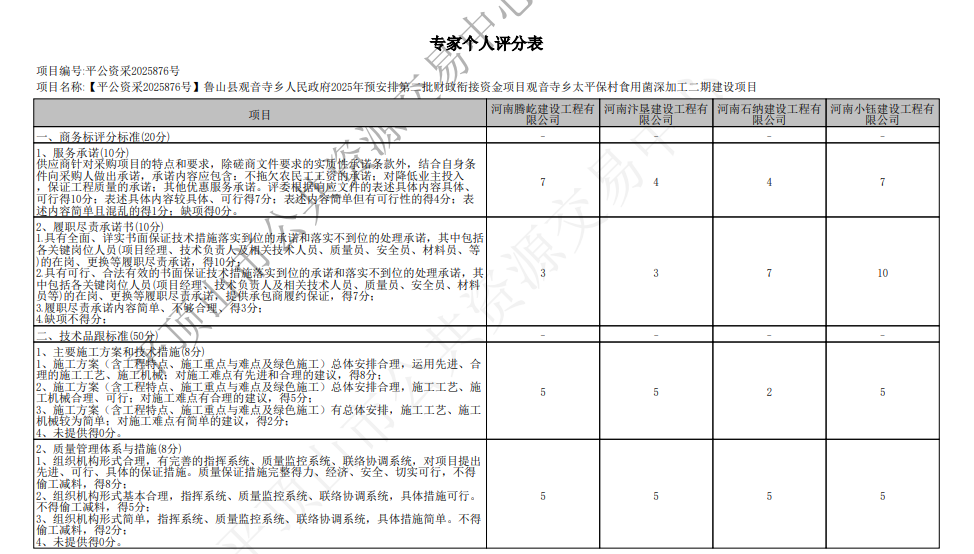 专家个人评分表
项目编号:平公资采2025876号
项目名称:【平公资采2025876号】鲁山县观音寺乡人民政府2025年预安排第二批财政衔接资金项目观音寺乡太平保村食用菌深加工二期建设项目
项目 河南腾屹建设工程有限公司 河南汴垦建设工程有限公司 河南石纳建设工程有限公司 河南小钰建设工程有限公司
一、商务标评分标准(20分) - - - -
1、服务承诺(10分)
供应商针对采购项目的特点和要求，除磋商文件要求的实质性承诺条款外，结合自身条
件向采购人做出承诺，承诺内容应包含：不拖欠农民工工资的承诺；对降低业主投入
，保证工程质量的承诺；其他优惠服务承诺。评委根据响应文件的表述具体内容具体、
可行得10分；表述具体内容较具体、可行得7分；表述内容简单但有可行性的得4分；表
述内容简单且混乱的得1分；缺项得0分。
7 4 4 7
2、履职尽责承诺书(10分)
1.具有全面、详实书面保证技术措施落实到位的承诺和落实不到位的处理承诺，其中包括
各关键岗位人员(项目经理、技术负责人及相关技术人员、质量员、安全员、材料员、等
)的在岗、更换等履职尽责承诺，得10分；
2.具有可行、合法有效的书面保证技术措施落实到位的承诺和落实不到位的处理承诺，其
中包括各关键岗位人员(项目经理、技术负责人及相关技术人员、质量员、安全员、材料
员等)的在岗、更换等履职尽责承诺、提供承包商履约保证，得7分；
3.履职尽责承诺内容简单、不够合理、得3分；
4.缺项不得分；
3 3 7 10
二、技术品跟标准(50分) - - - -
1、主要施工方案和技术措施(8分)
1、施工方案（含工程特点、施工重点与难点及绿色施工）总体安排合理，运用先进、合
理的施工工艺、施工机械；对施工难点有先进和合理的建议，得8分；
2、施工方案（含工程特点、施工重点与难点及绿色施工）总体安排合理，施工工艺、施
工机械合理、可行；对施工难点有合理的建议，得5分；
3、施工方案（含工程特点、施工重点与难点及绿色施工）有总体安排，施工工艺、施工
机械较为简单；对施工难点有简单的建议，得2分；
4、未提供得0分。
5 5 2 5
2、质量管理体系与措施(8分)
1、组织机构形式合理，有完善的指挥系统、质量监控系统、联络协调系统，对项目提出
先进、可行、具体的保证措施。质量保证措施完整得力、经济、安全、切实可行，不得
偷工减料，得8分；
2、组织机构形式基本合理，指挥系统、质量监控系统、联络协调系统，具体措施可行。
不得偷工减料，得5分；
3、组织机构形式简单，指挥系统、质量监控系统、联络协调系统，具体措施简单。不得
偷工减料，得2分；
4、未提供得0分。
5 5 5 5
平顶山市公共资源交易中心
平顶山市公共资源交易中心